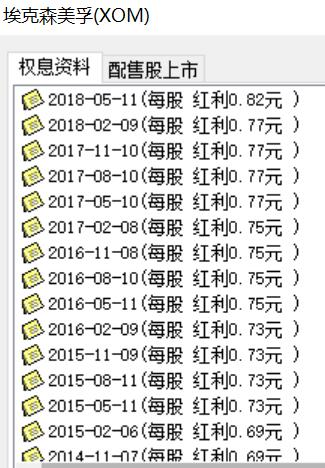 埃克森美孚(XOM)
权息资料 配售股上市
2018-05-11(每股 红利0.82元 )
2018-02-09(每股 红利0.77元 )
2017-11-10(每股 红利0.77元 )
2017-08-10(每股 红利0.77元 )
2017-05-10(每股 红利0.77元 )
2017-02-08(每股 红利0.75元 )
2016-11-08(每股 红利0.75元 )
2016-08-10(每股 红利0.75元 )
2016-05-11(每股 红利0.75元 )
2016-02-09(每股 红利0.73元 )
2015-11-09(每股 红利0.73元 )
2015-08-11(每股 红利0.73元 )
2015-05-11(每股 红利0.73元 )
2015-02-06(每股 红利0.69元 )
2014-11-07(每股 红利0.69元 )